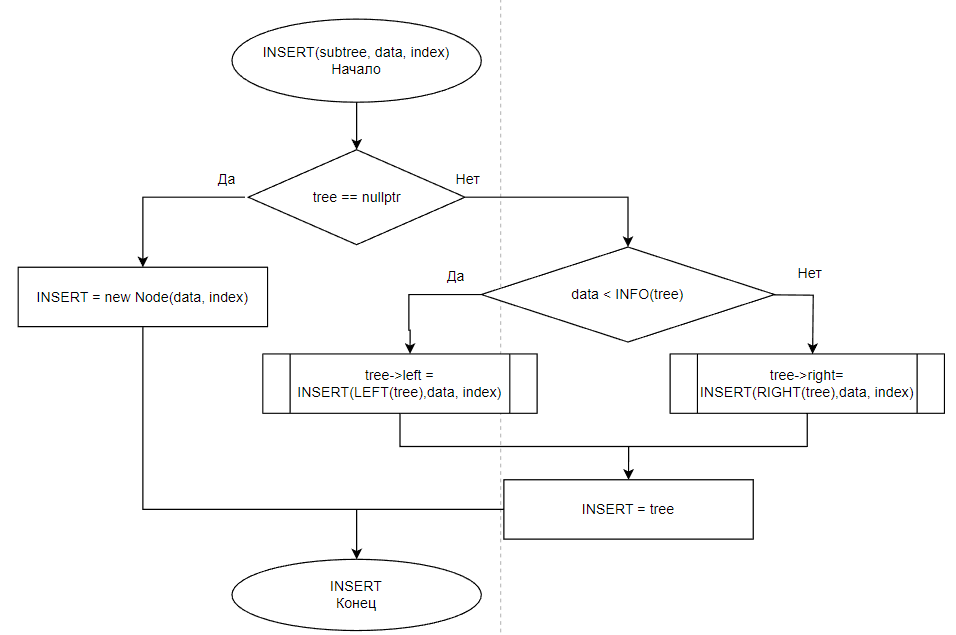 INSERT(subtree, data, index)
Начало
Да
Нет
tree == nullptr
Да
Нет
INSERT = new Node(data, index)
data < INFO(tree)
tree->left =
INSERT(LEFT(tree),data, index)
tree->right=
INSERT(RIGHT(tree),data, index)
INSERT = tree
INSERT
Конец